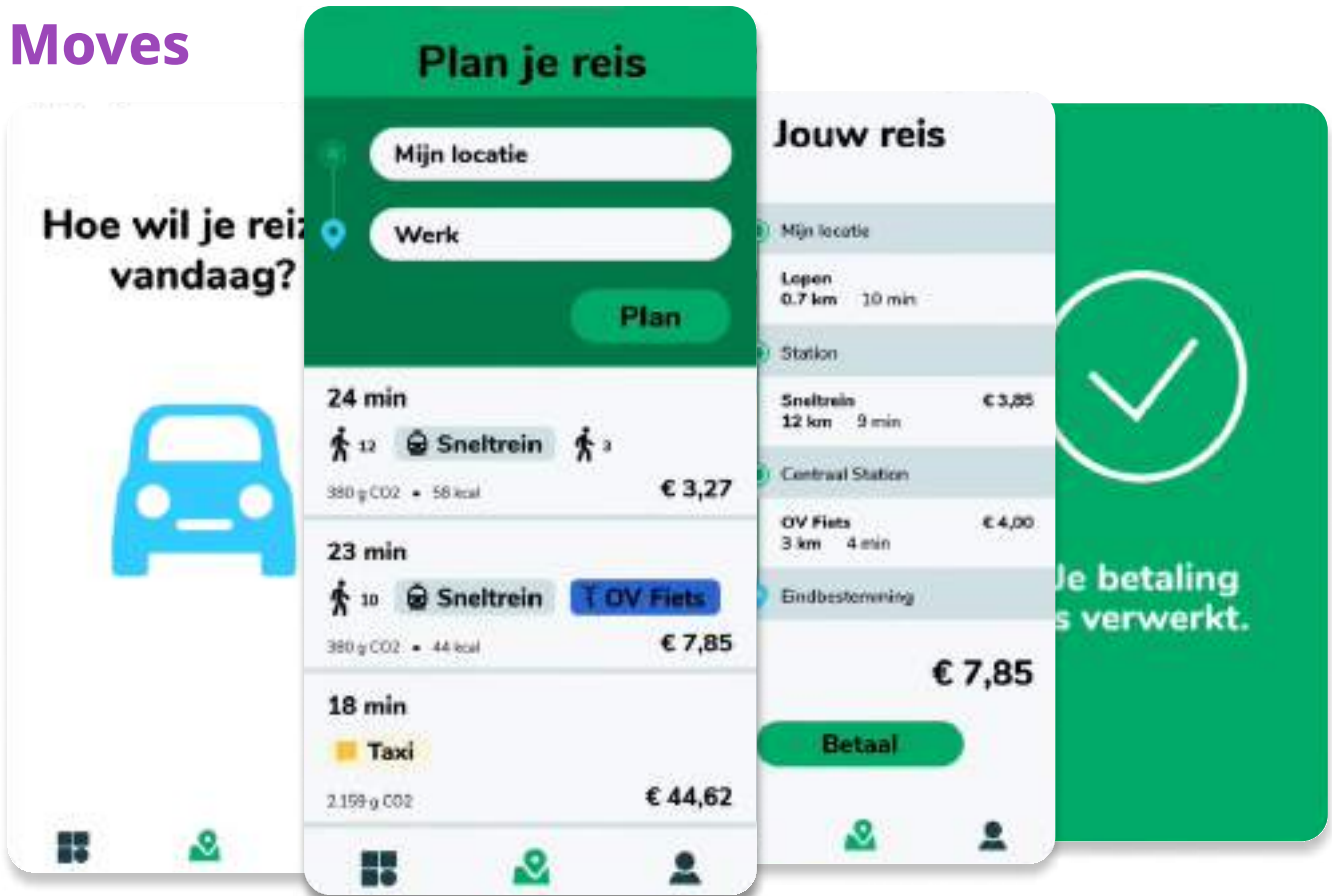 Moves
Hoe wil je rei
vandaag?
Plan je reis
Mijn locatie
Werk
Plan
24 min
12 Sneltrein 3
380 g CO2 • 58 kcal € 3,27
23 min
10 Sneltrein OV Fiets
380 g CO2 • 44 kcal € 7,85
18 min
Taxi
2.159 g CO2 € 44,62
Jouw reis
Mijn locatie
Lopen
0.7 km 10 min
Station
Sneltrein € 3,85
12 km 9 min
Centraal Station
OV Fiets € 4,00
3 km 4 min
Eindbestemming
€ 7,85
Betaal
Je betaling
s verwerkt.